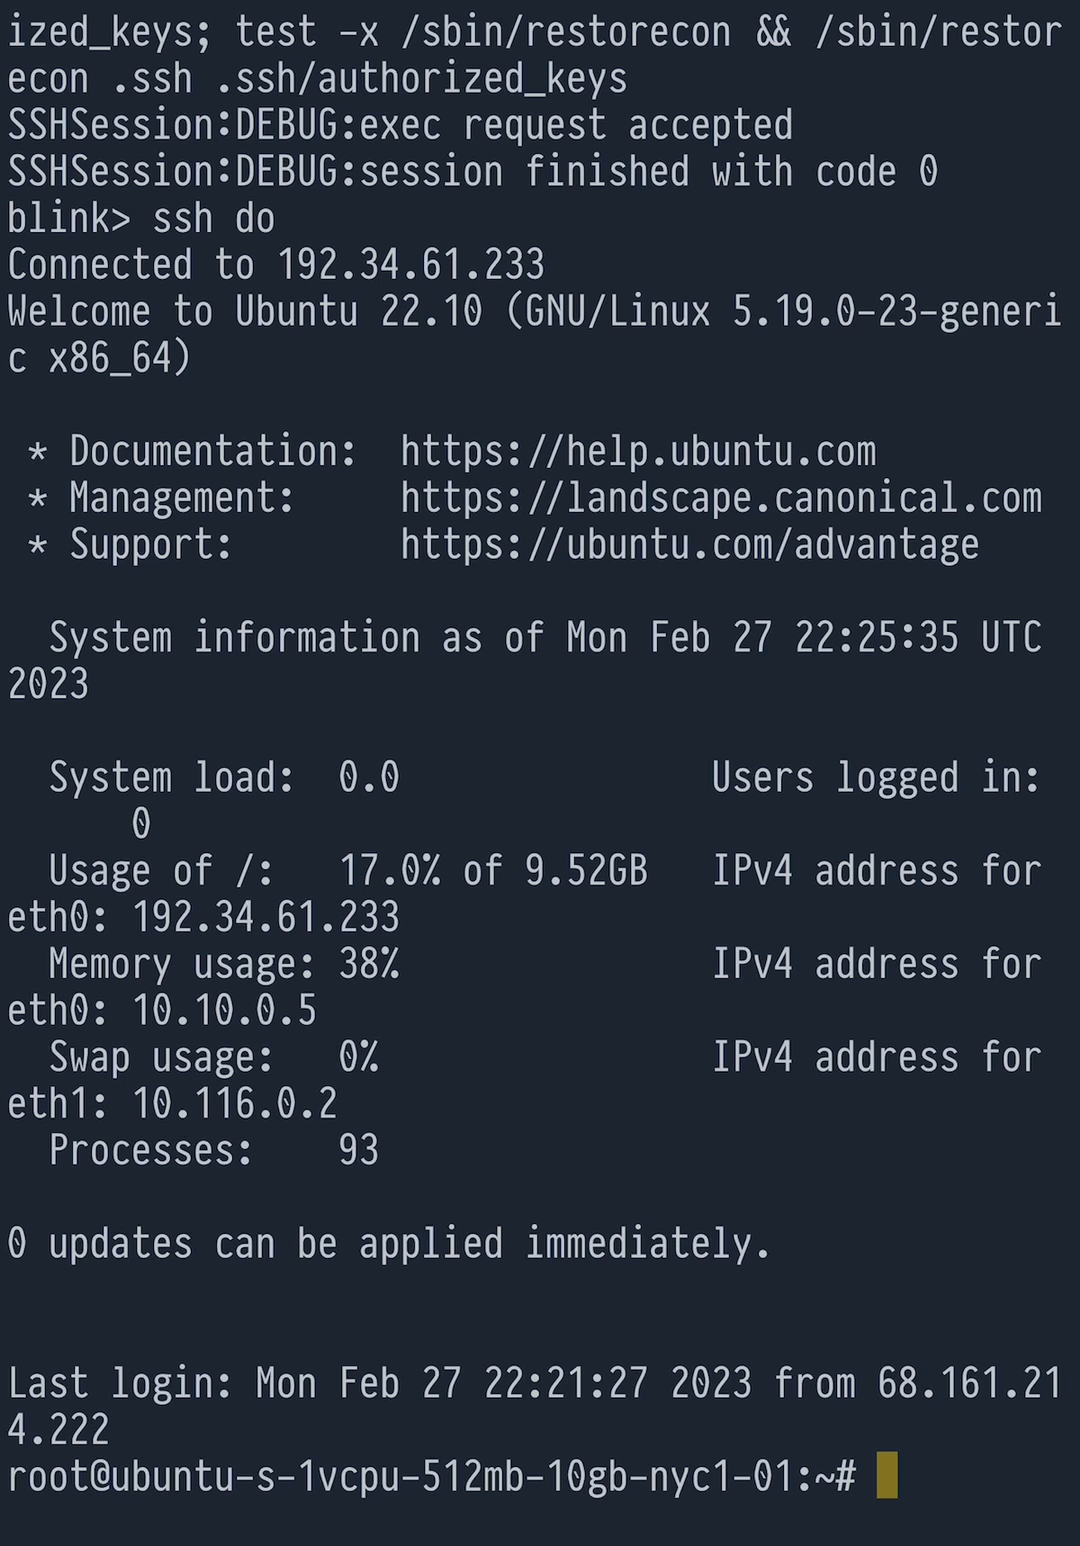 ized_keys; test -x /sbin/restorecon && /sbin/restor
econ .ssh .ssh/authorized_keys
SSHSession:DEBUG:exec request accepted
SSHSession:DEBUG:session finished with code 0
blink> ssh do
Connected to 192.34.61.233
Welcome to Ubuntu 22.10 (GNU/Linux 5.19.0-23-generi
c x86_64)

 * Documentation:  https://help.ubuntu.com
 * Management:     https://landscape.canonical.com
 * Support:        https://ubuntu.com/advantage

  System information as of Mon Feb 27 22:25:35 UTC
2023

  System load:  0.0               Users logged in:
      0
  Usage of /:   17.0% of 9.52GB   IPv4 address for
eth0: 192.34.61.233
  Memory usage: 38%               IPv4 address for
eth0: 10.10.0.5
  Swap usage:   0%                IPv4 address for
eth1: 10.116.0.2
  Processes:    93

0 updates can be applied immediately.


Last login: Mon Feb 27 22:21:27 2023 from 68.161.21
4.222
root@ubuntu-s-1vcpu-512mb-10gb-nyc1-01:~#